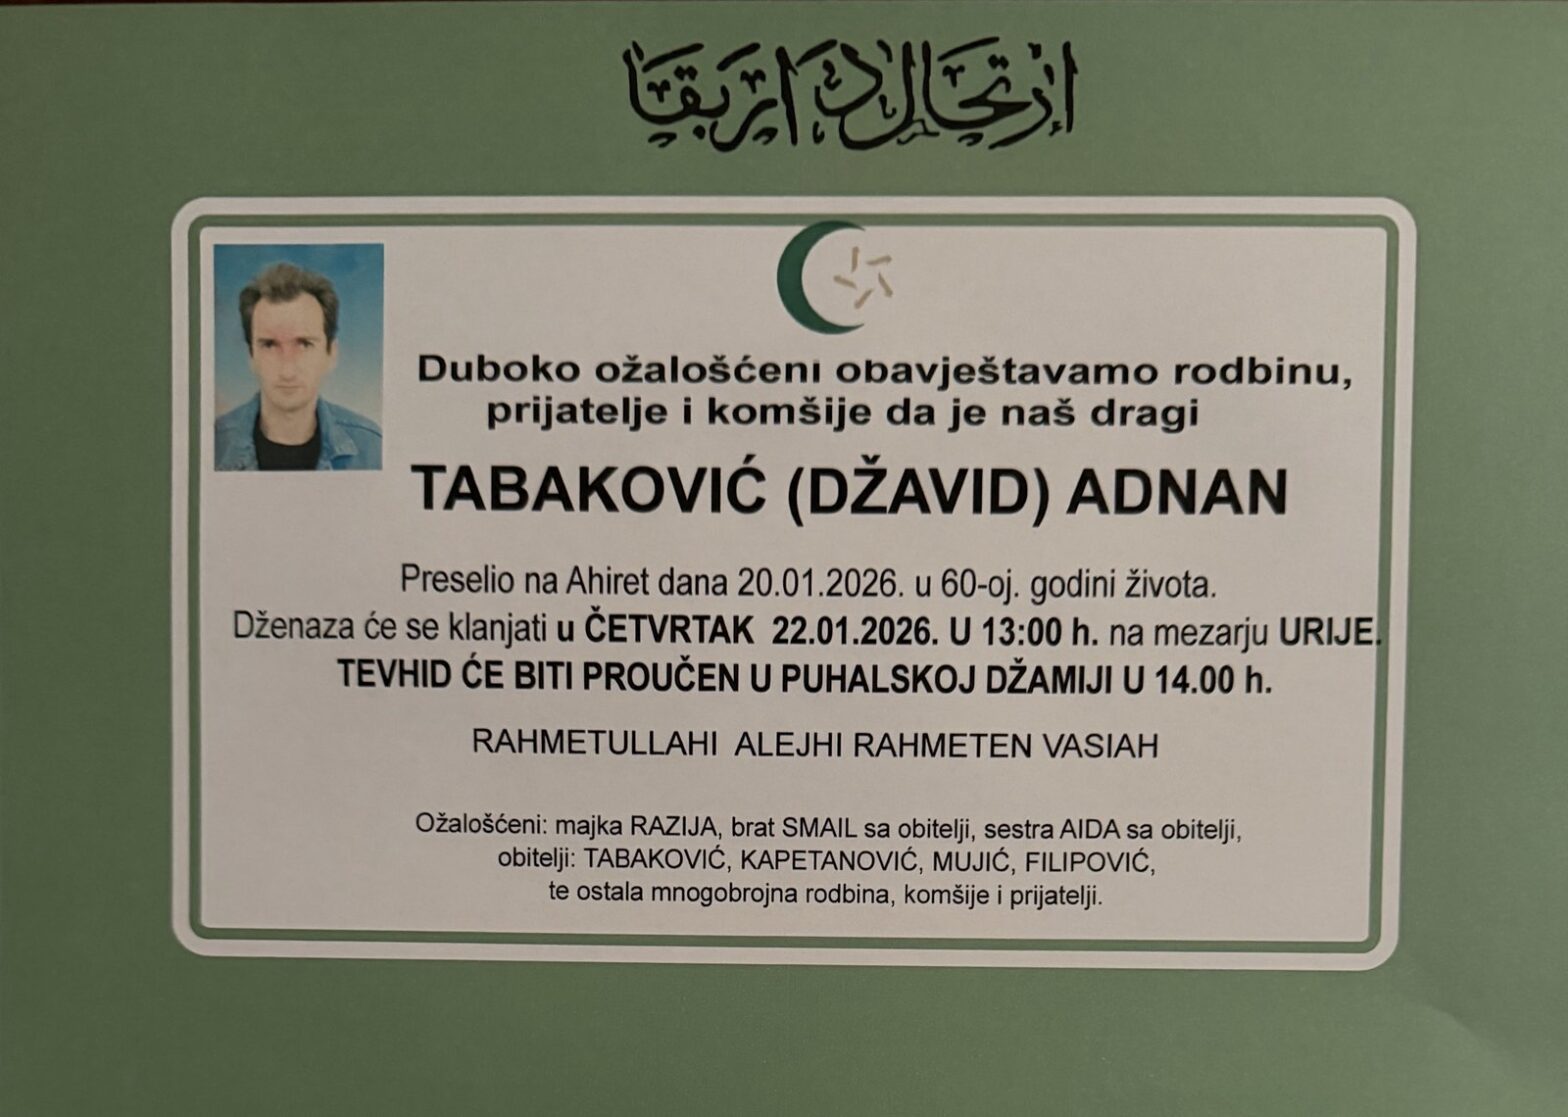 ارتحال دار بقا
Duboko ožalošćeni obavještavamo rodbinu,
prijatelje i komšije da je naš dragi
TABAKOVIĆ (DŽAVID) ADNAN
Preselio na Ahiret dana 20.01.2026. u 60-oj. godini života.
Dženaza će se klanjati u ČETVRTAK 22.01.2026. U 13:00 h. na mezarju URIJE.
TEVHID ĆE BITI PROUČEN U PUHALSKOJ DŽAMIJI U 14.00 h.
RAHMETULLAHI ALEJHI RAHMETEN VASIAH
Ožalošćeni: majka RAZIJA, brat SMAIL sa obitelji, sestra AIDA sa obitelji,
obitelji: TABAKOVIĆ, KAPETANOVIĆ, MUJIĆ, FILIPOVIĆ,
te ostala mnogobrojna rodbina, komšije i prijatelji.